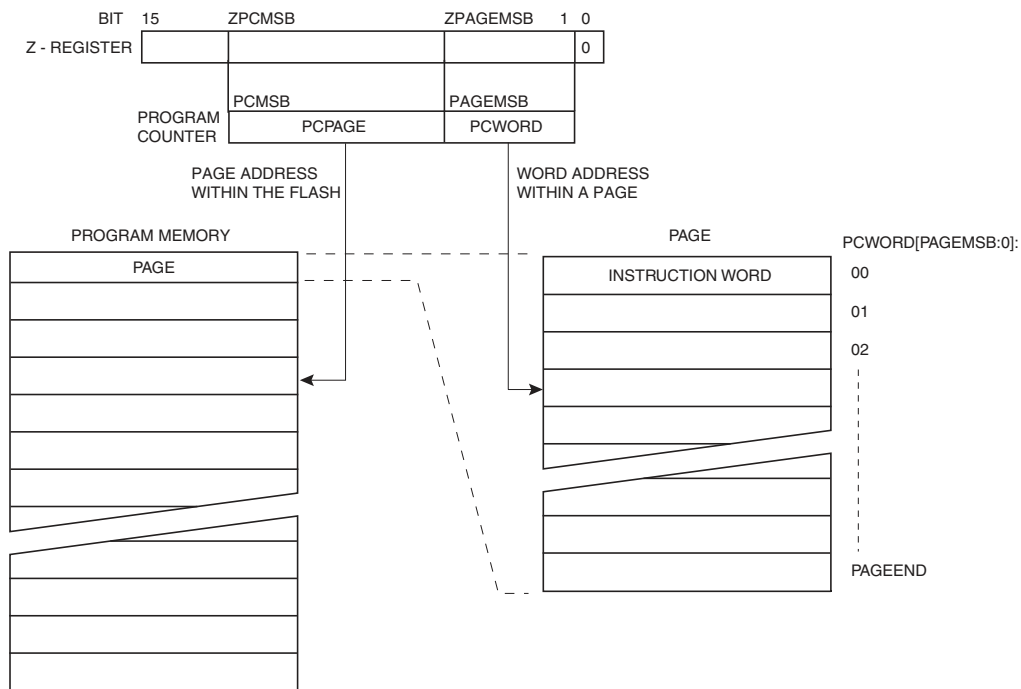 BIT 15 ZPCMSB ZPAGEMSB 1 0
Z - REGISTER 0
PCMSB PAGEMSB
PROGRAM
COUNTER
PCPAGE PCWORD
PAGE ADDRESS
WITHIN THE FLASH
WORD ADDRESS
WITHIN A PAGE
PROGRAM MEMORY
PAGE
PAGE
INSTRUCTION WORD
PCWORD[PAGEMSB:0]:
00
01
02
PAGEEND